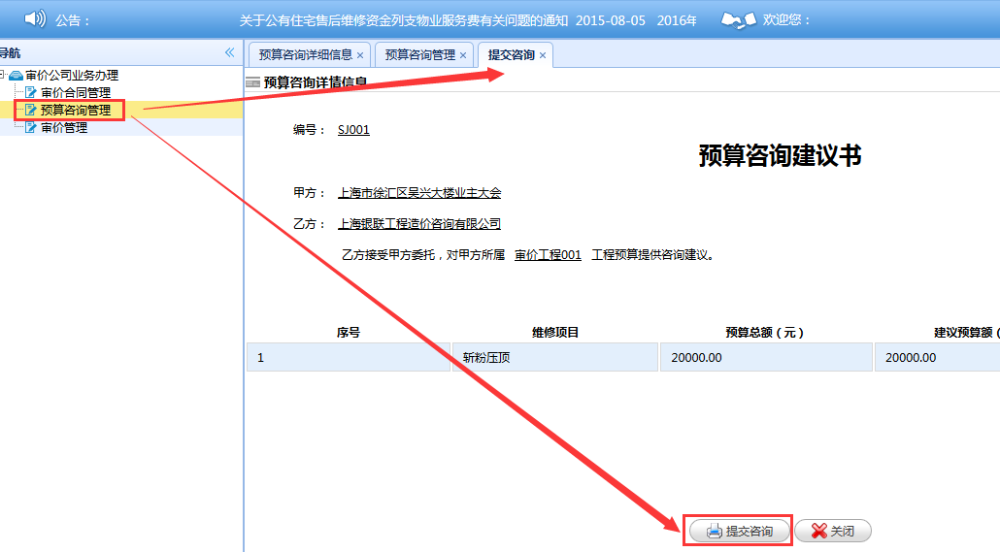 公告： 关于公有住宅售后维修资金列支物业服务费有关问题的通知 2015-08-05 2016年 欢迎您：
导航
预算咨询详细信息 × 预算咨询管理 × 提交咨询 ×
审价公司业务办理
审价合同管理
预算咨询管理
审价管理
预算咨询详情信息
编号： SJ001
预算咨询建议书
甲方： 上海市徐汇区吴兴大楼业主大会
乙方： 上海银联工程造价咨询有限公司
乙方接受甲方委托，对甲方所属 审价工程001 工程预算提供咨询建议。
序号 维修项目 预算总额（元） 建议预算额（
1 斩粉压顶 20000.00 20000.00
提交咨询 关闭